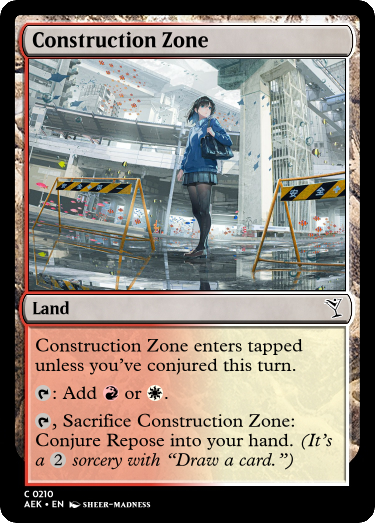 Construction Zone
Land
Construction Zone enters tapped
unless you've conjured this turn.
: Add or .
, Sacrifice Construction Zone:
Conjure Repose into your hand. (It's
a 2 sorcery with “Draw a card.”)
C 0210
AEK • EN SHEER-MADNESS